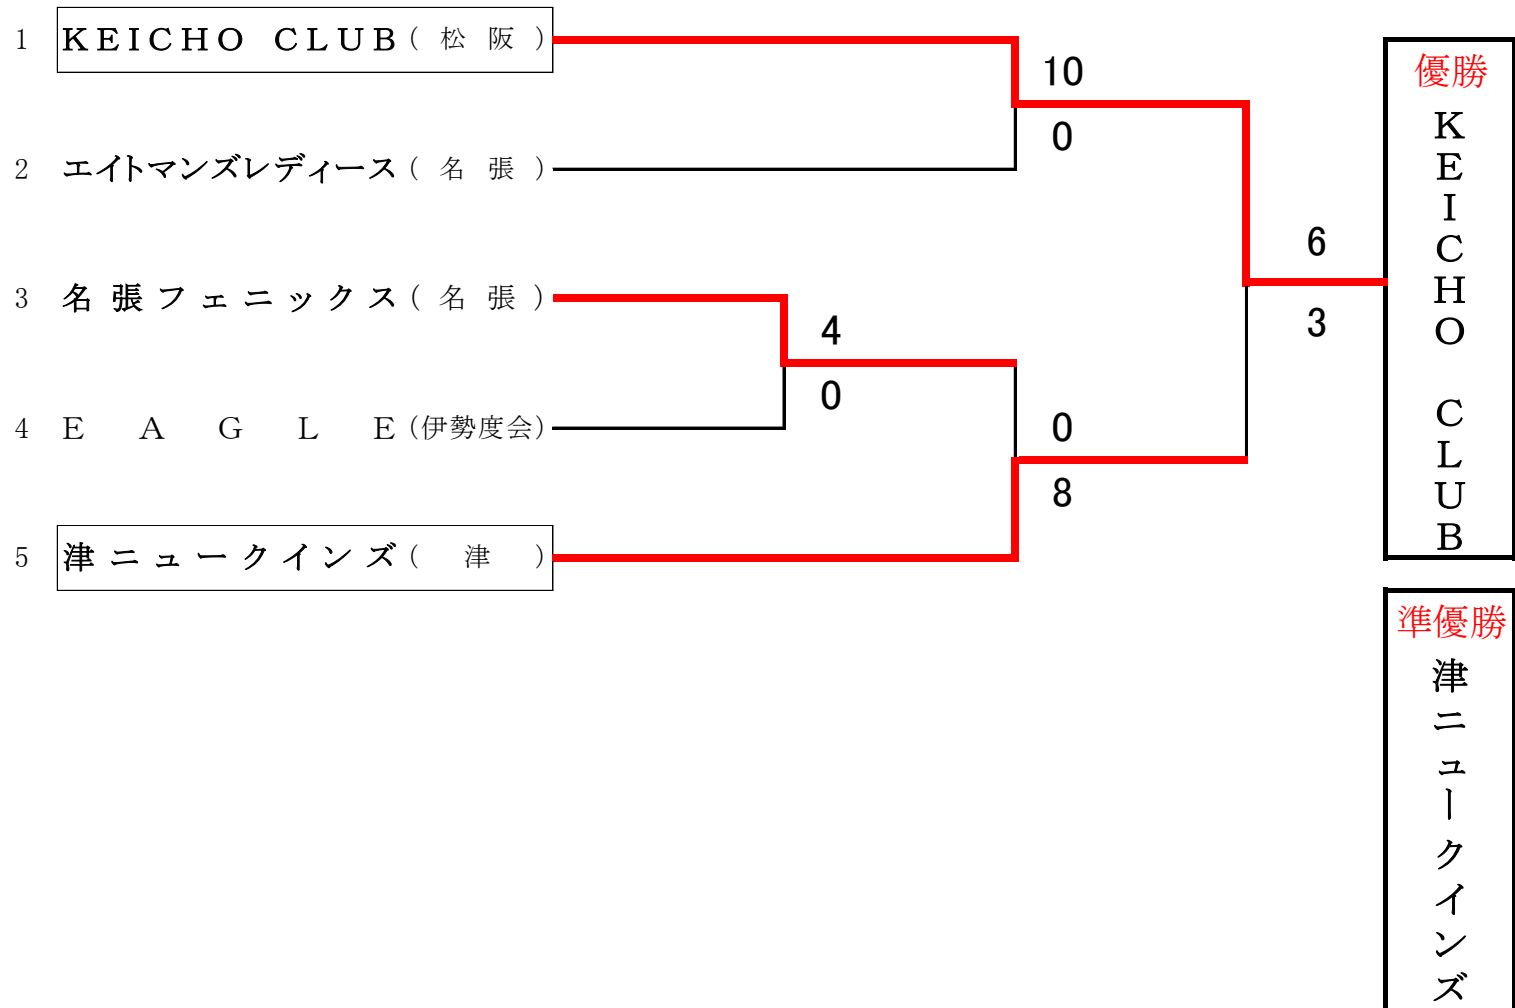 1 KEICHO CLUB(松阪)
2 エイトマンズレディース(名張)
3 名張フェニックス(名張)
4 EAGLE(伊勢度会)
5 津ニュークインズ(津)
10
0
4
0
0
8
6
3
優勝
KEICHO CLUB
準優勝
津ニュークインズ